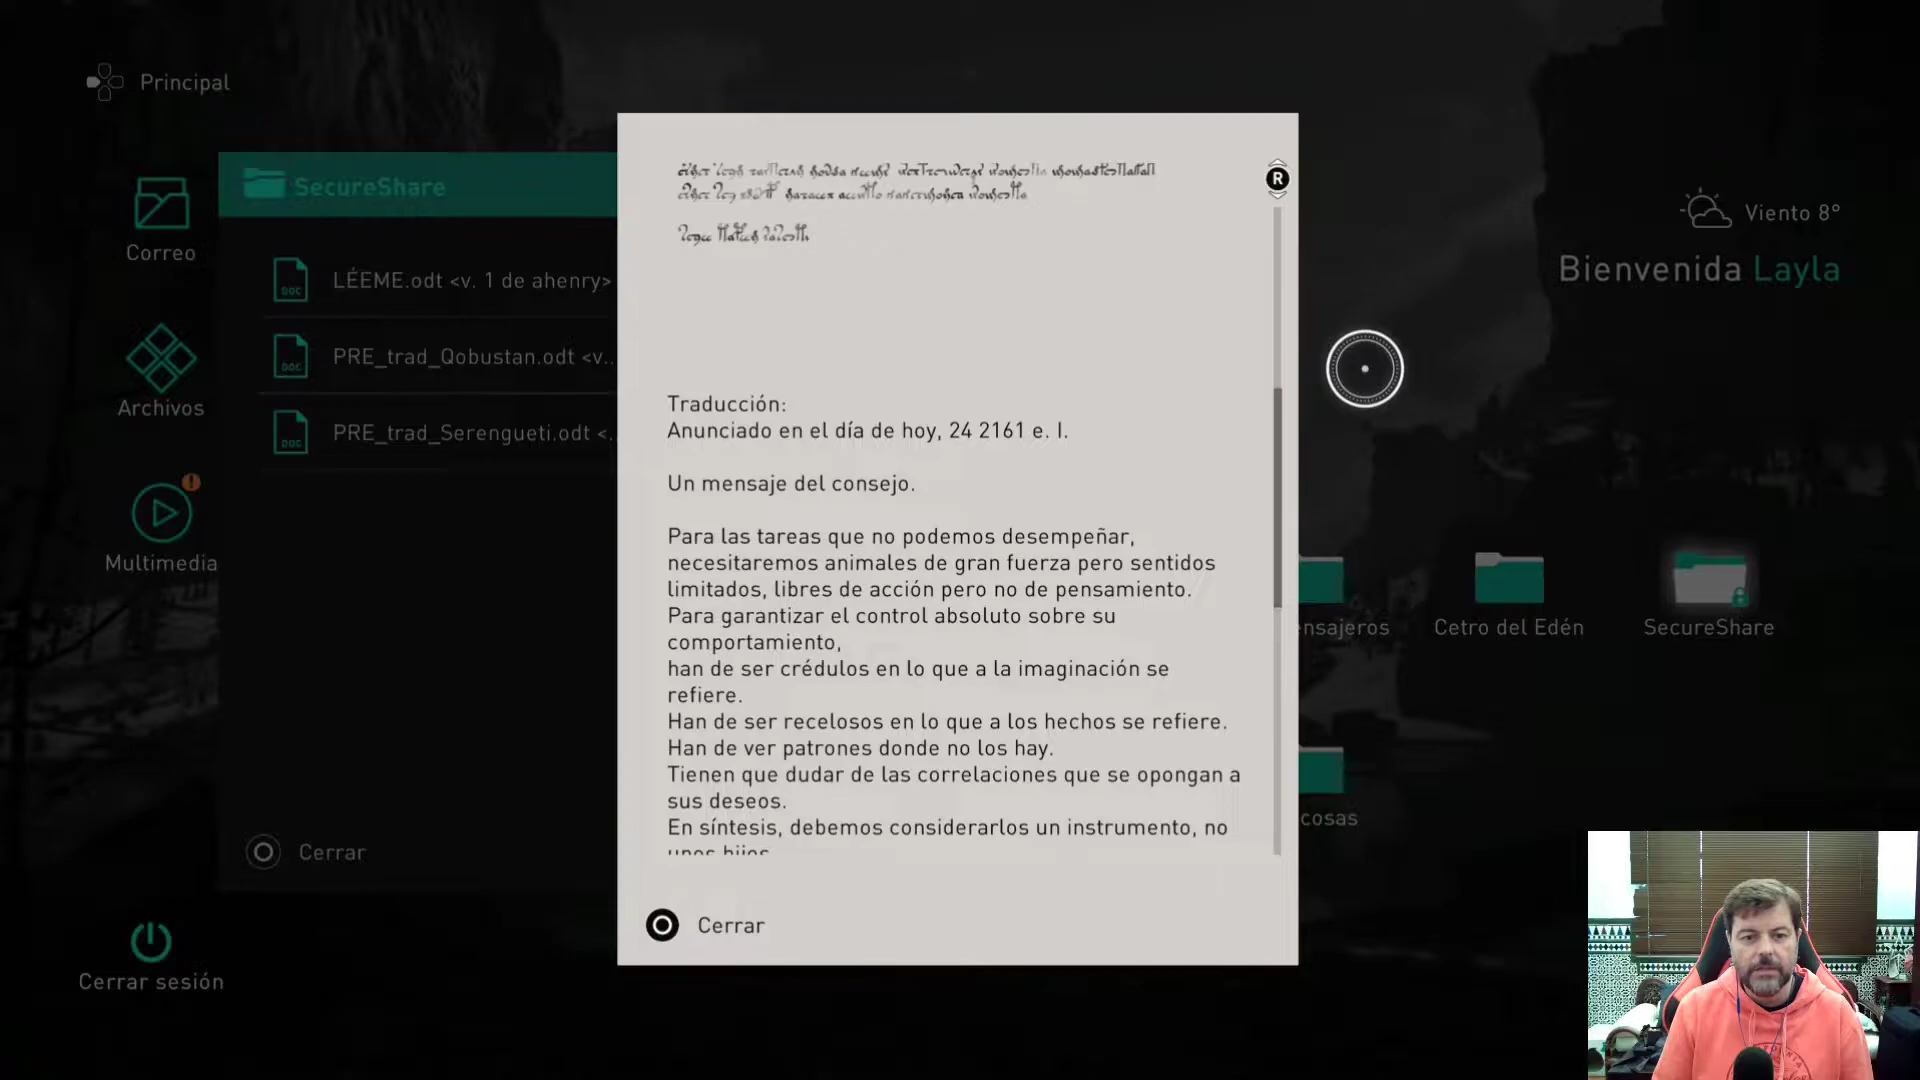 Principal
SecureShare
R
Correo
Viento 8°
Bienvenida Layla
DOC
LÉEME.odt <v. 1 de ahenry>
DOC
PRE_trad_Qobustan.odt <v..
Archivos
Traducción:
DOC
PRE_trad_Serengueti.odt <.
Anunciado en el día de hoy, 24 2161 e. I.
Un mensaje del consejo.
Multimedia
Para las tareas que no podemos desempeñar,
necesitaremos animales de gran fuerza pero sentidos
limitados, libres de acción pero no de pensamiento.
Para garantizar el control absoluto sobre su
comportamiento,
han de ser crédulos en lo que a la imaginación se
refiere.
Han de ser recelosos en lo que a los hechos se refiere.
Han de ver patrones donde no los hay.
Tienen que dudar de las correlaciones que se opongan a
sus deseos.
En síntesis, debemos considerarlos un instrumento, no
unos hijos
ensajeros
Cetro del Edén
SecureShare
cosas
Cerrar
Cerrar
Cerrar sesión